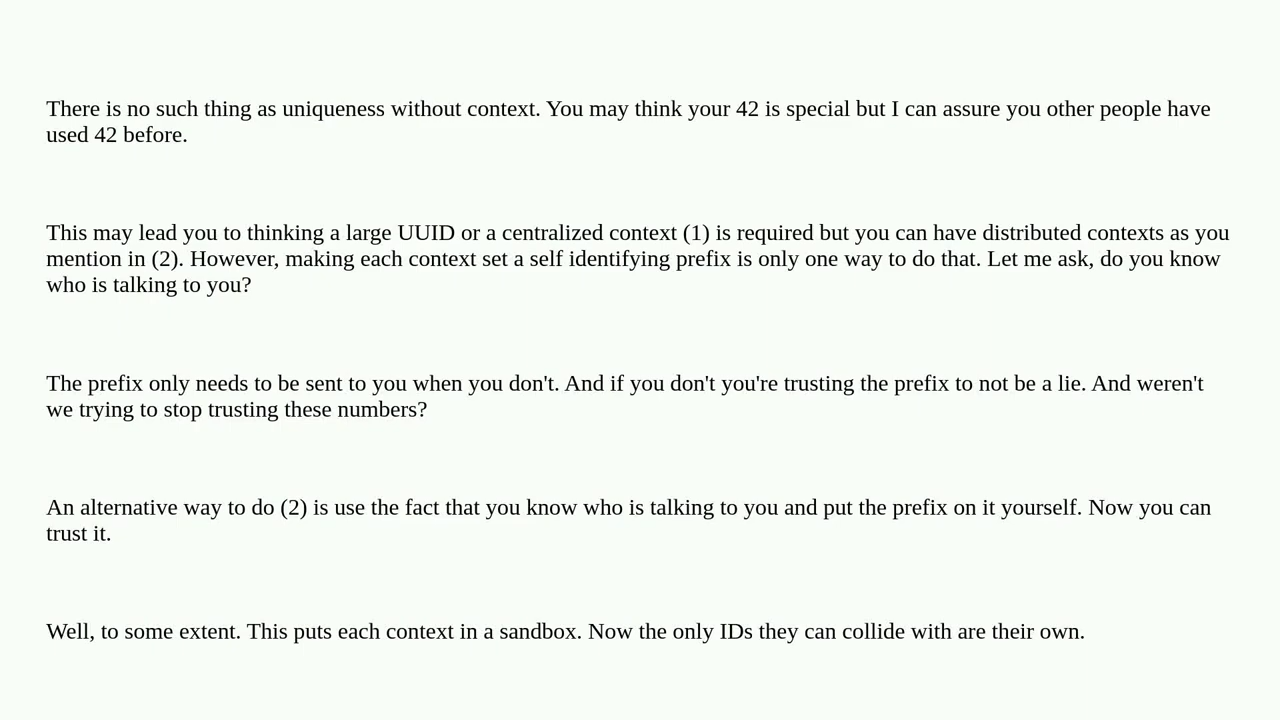 There is no such thing as uniqueness without context. You may think your 42 is special but I can assure you other people have
used 42 before.
This may lead you to thinking a large UUID or a centralized context (1) is required but you can have distributed contexts as you
mention in (2). However, making each context set a self identifying prefix is only one way to do that. Let me ask, do you know
who is talking to you?
The prefix only needs to be sent to you when you don't. And if you don't you're trusting the prefix to not be a lie. And weren't
we trying to stop trusting these numbers?
An alternative way to do (2) is use the fact that you know who is talking to you and put the prefix on it yourself. Now you can
trust it.
Well, to some extent. This puts each context in a sandbox. Now the only IDs they can collide with are their own.